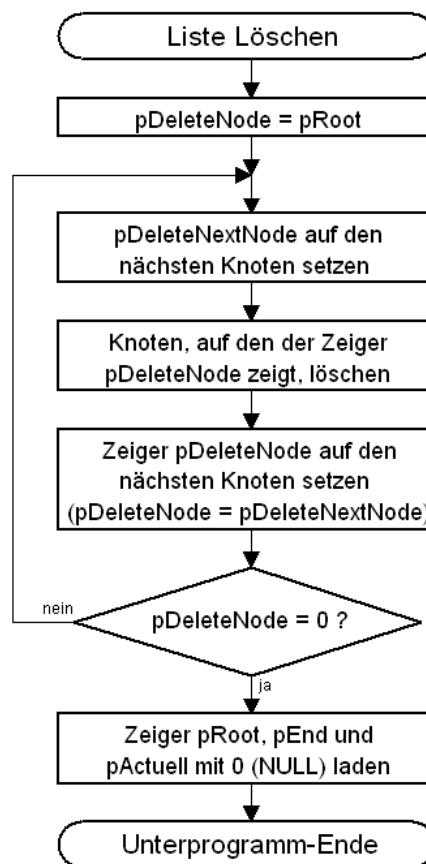 Liste Löschen
pDeleteNode = pRoot
pDeleteNextNode auf den
nächsten Knoten setzen
Knoten, auf den der Zeiger
pDeleteNode zeigt, löschen
Zeiger pDeleteNode auf den
nächsten Knoten setzen
(pDeleteNode = pDeleteNextNode)
nein
pDeleteNode = 0 ?
ja
Zeiger pRoot, pEnd und
pActuell mit 0 (NULL) laden
Unterprogramm-Ende